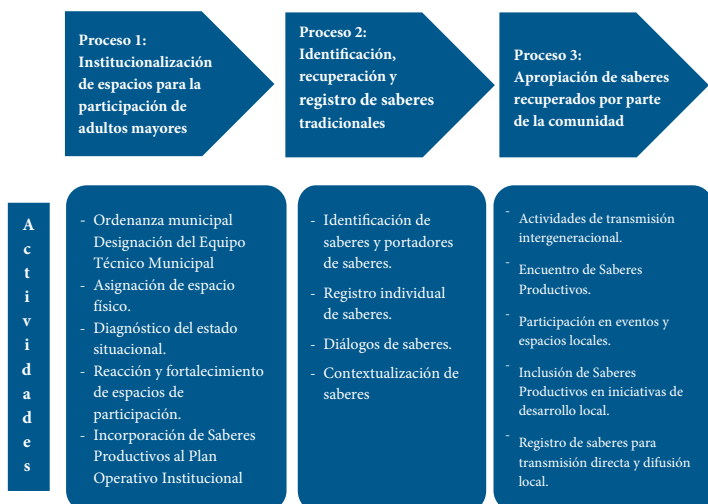 Proceso 1:
Institucionalización
de espacios para la
participación de
adultos mayores
Proceso 2:
Identificación,
recuperación y
registro de saberes
tradicionales
Proceso 3:
Apropiación de saberes
recuperados por parte
de la comunidad
Actividades
- Ordenanza municipal
Designación del Equipo
Técnico Municipal
- Asignación de espacio
físico.
- Diagnóstico del estado
situacional.
- Reacción y fortalecimiento
de espacios de
participación.
- Incorporación de Saberes
Productivos al Plan
Operativo Institucional
- Identificación de
saberes y portadores
de saberes.
- Registro individual
de saberes.
- Diálogos de saberes.
- Contextualización de
saberes
- Actividades de transmisión
intergeneracional.
- Encuentro de Saberes
Productivos.
- Participación en eventos y
espacios locales.
- Inclusión de Saberes
Productivos en iniciativas de
desarrollo local.
- Registro de saberes para
transmisión directa y difusión
local.